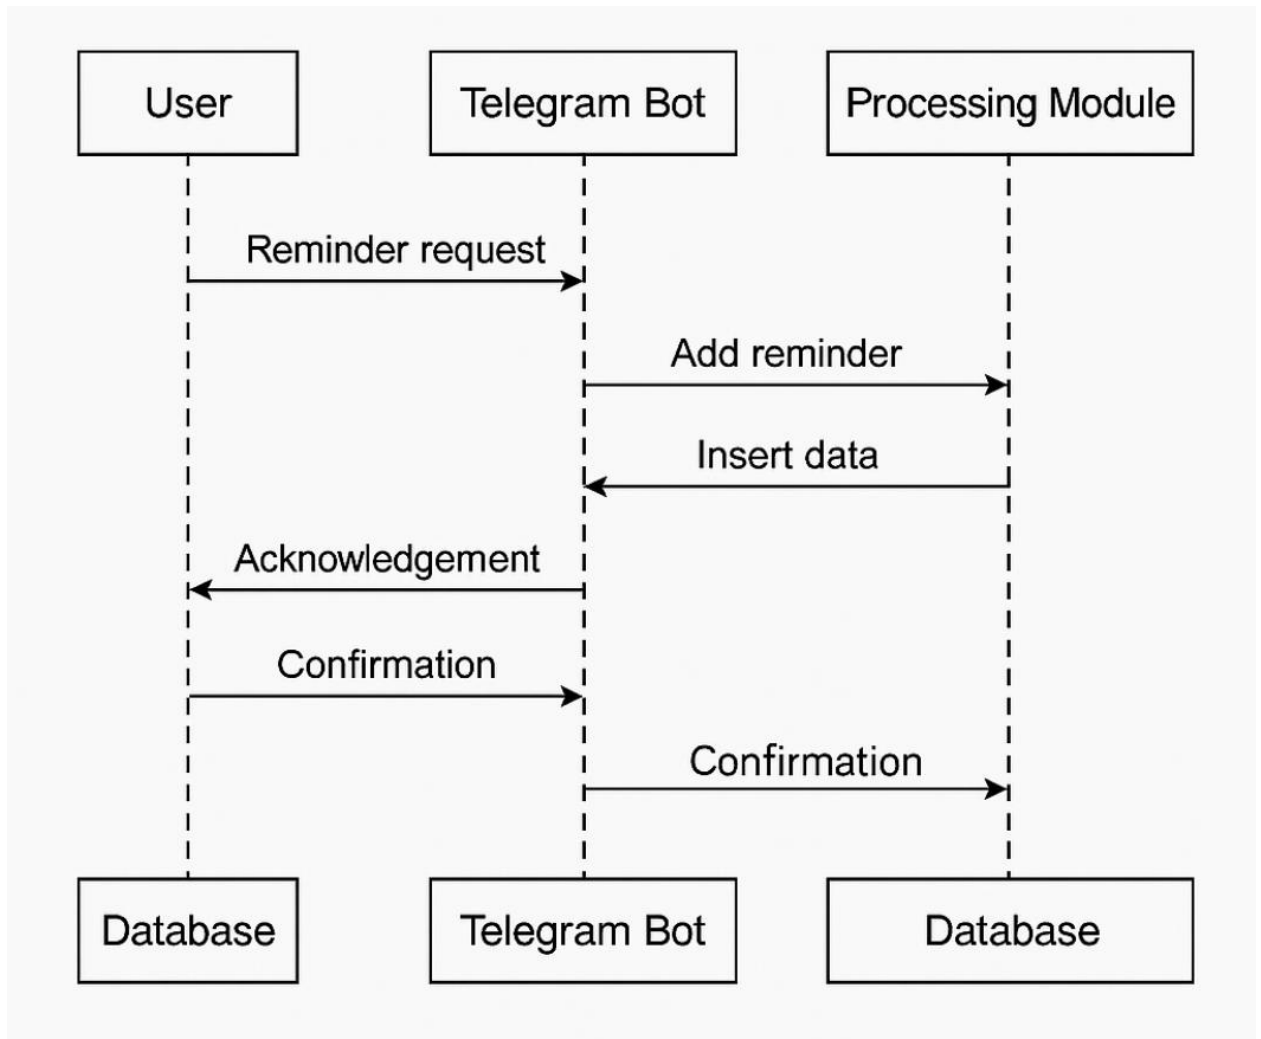 User
Telegram Bot
Processing Module
Reminder request
Add reminder
Insert data
Acknowledgement
Confirmation
Confirmation
Database
Telegram Bot
Database